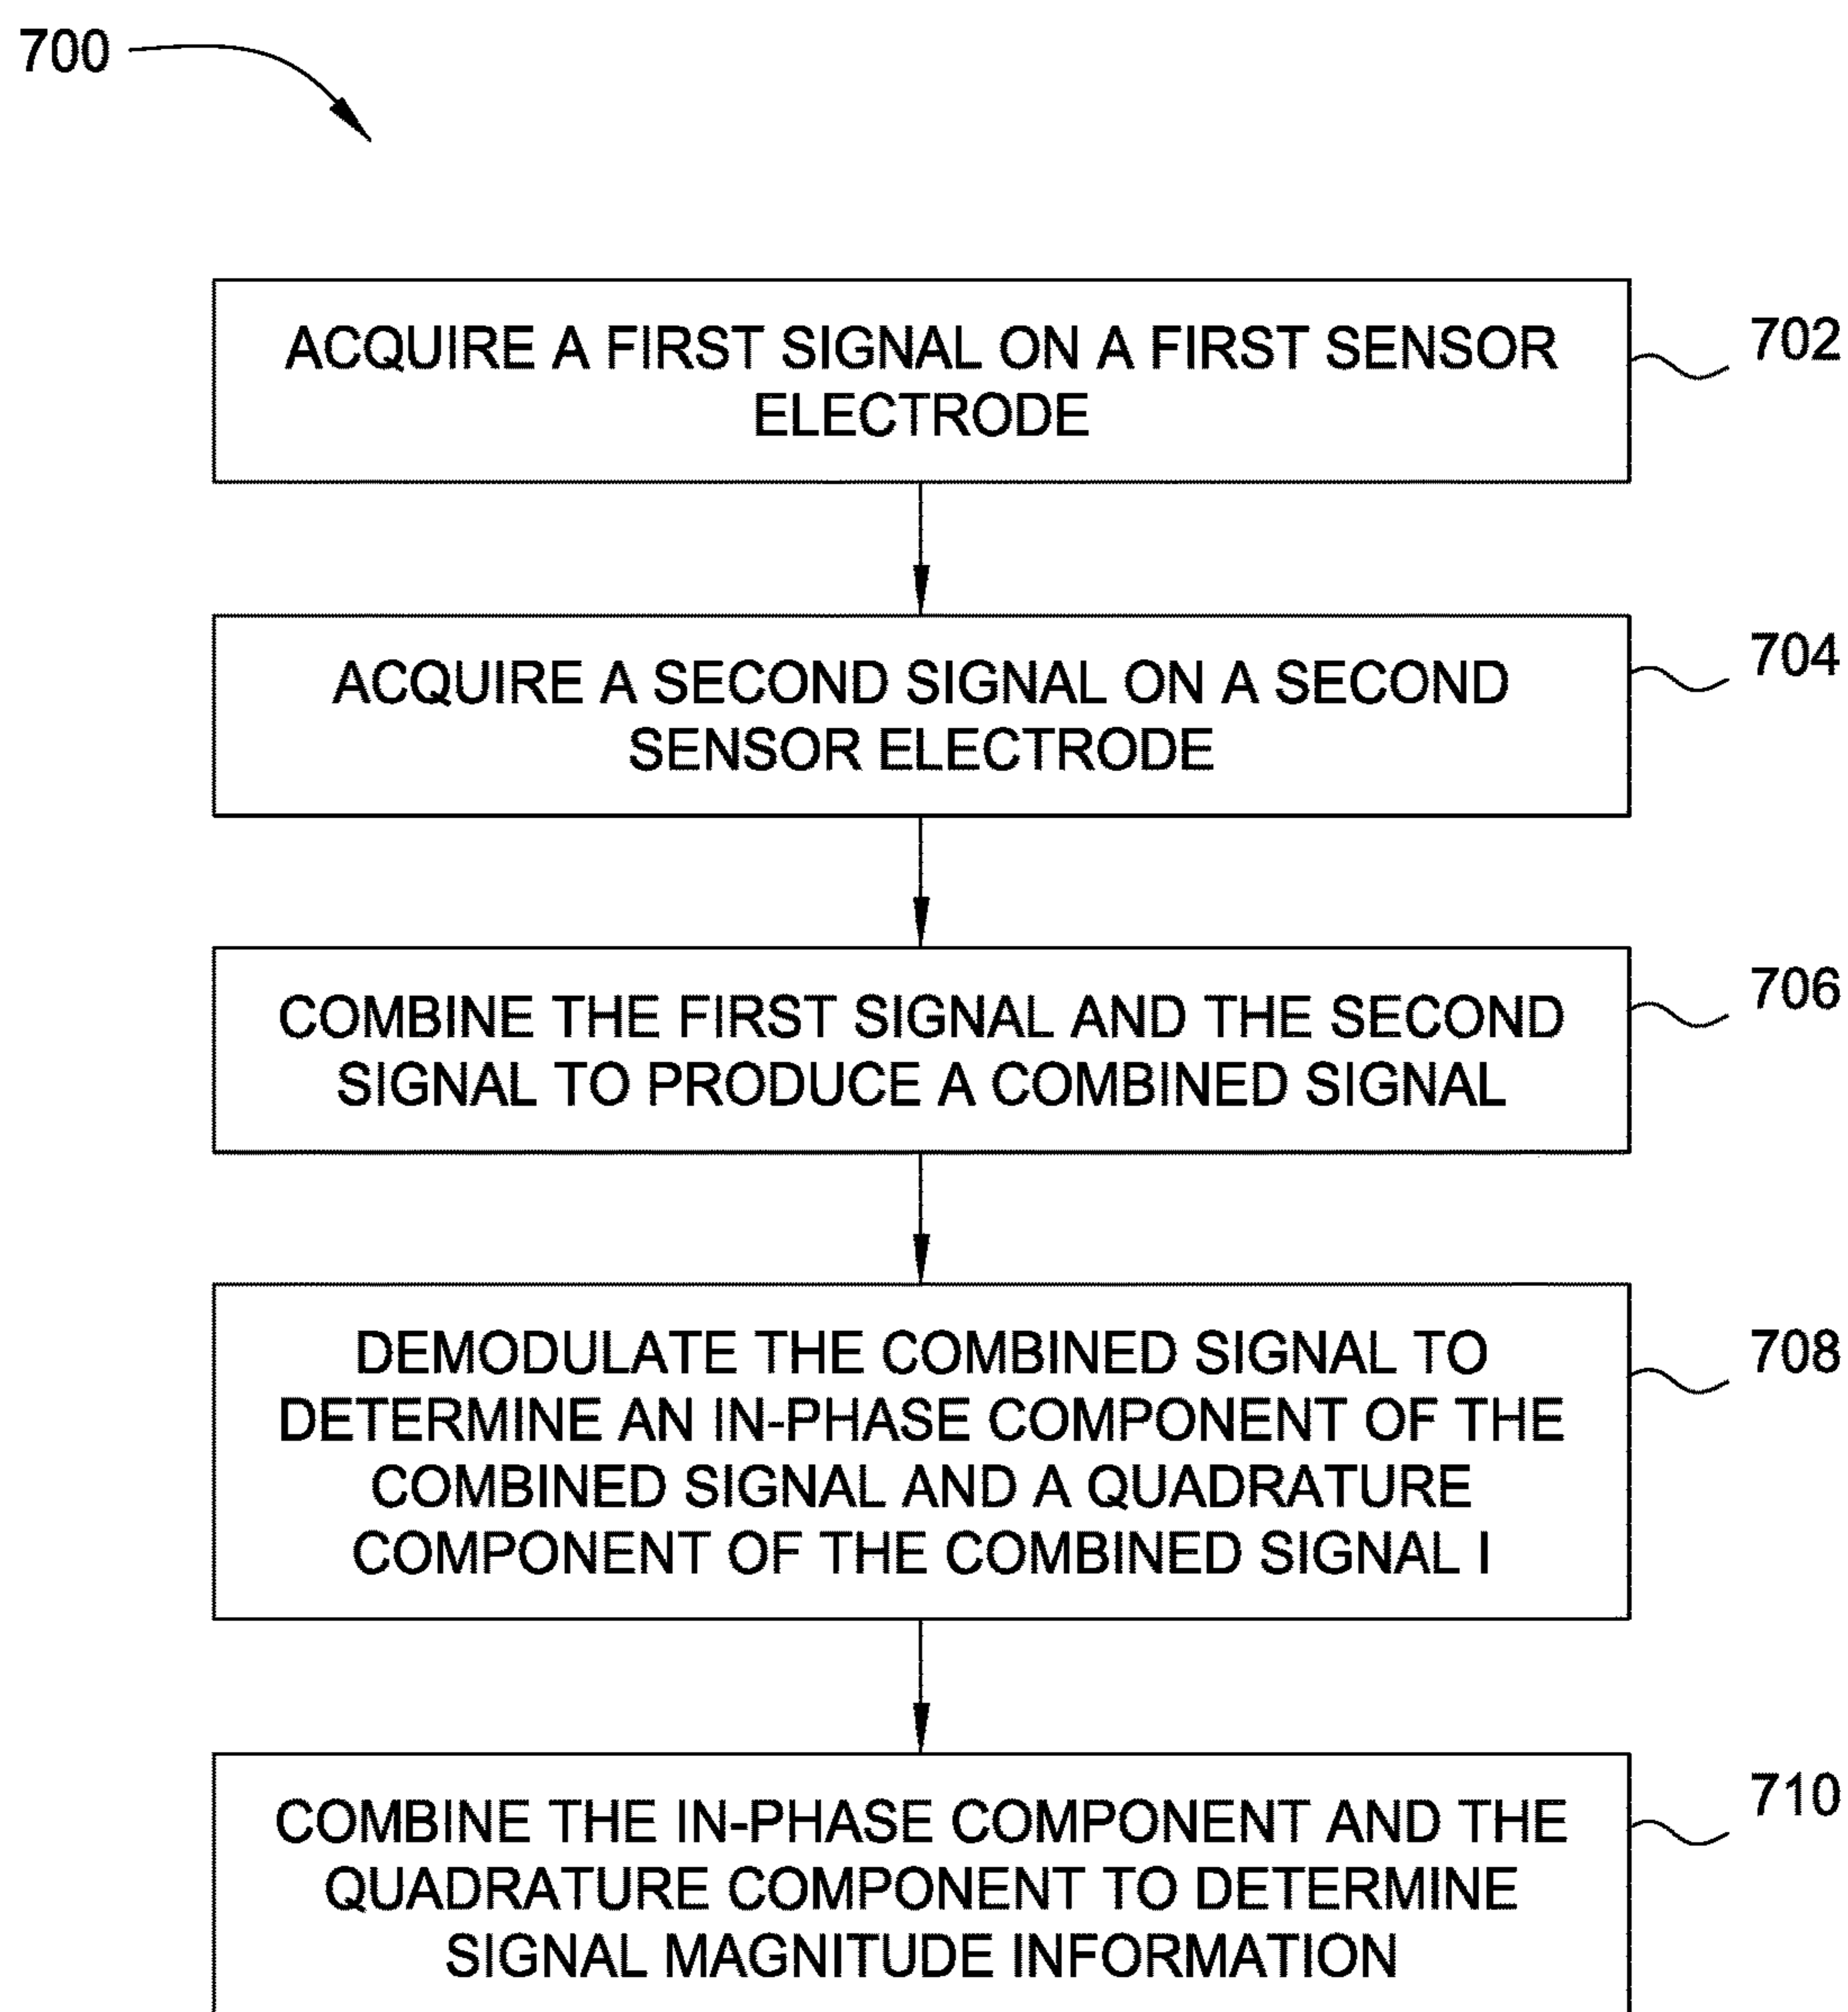 700
ACQUIRE A FIRST SIGNAL ON A FIRST SENSOR
ELECTRODE
702
ACQUIRE A SECOND SIGNAL ON A SECOND
SENSOR ELECTRODE
704
COMBINE THE FIRST SIGNAL AND THE SECOND
SIGNAL TO PRODUCE A COMBINED SIGNAL
706
DEMODULATE THE COMBINED SIGNAL TO
DETERMINE AN IN-PHASE COMPONENT OF THE
COMBINED SIGNAL AND A QUADRATURE
COMPONENT OF THE COMBINED SIGNAL I
708
COMBINE THE IN-PHASE COMPONENT AND THE
QUADRATURE COMPONENT TO DETERMINE
SIGNAL MAGNITUDE INFORMATION
710